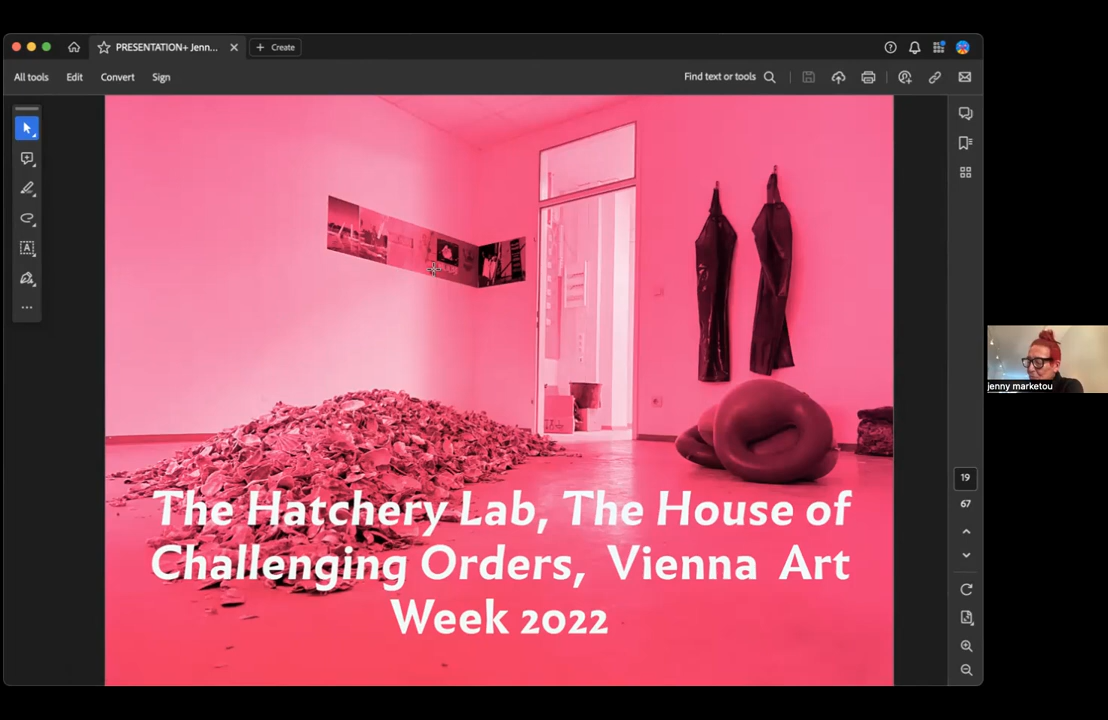 PRESENTATION+ Jenn...
Create
All tools
Edit
Convert
Sign
Find text or tools
The Hatchery Lab, The House of
Challenging Orders, Vienna Art
Week 2022
19
67
jenny marketou